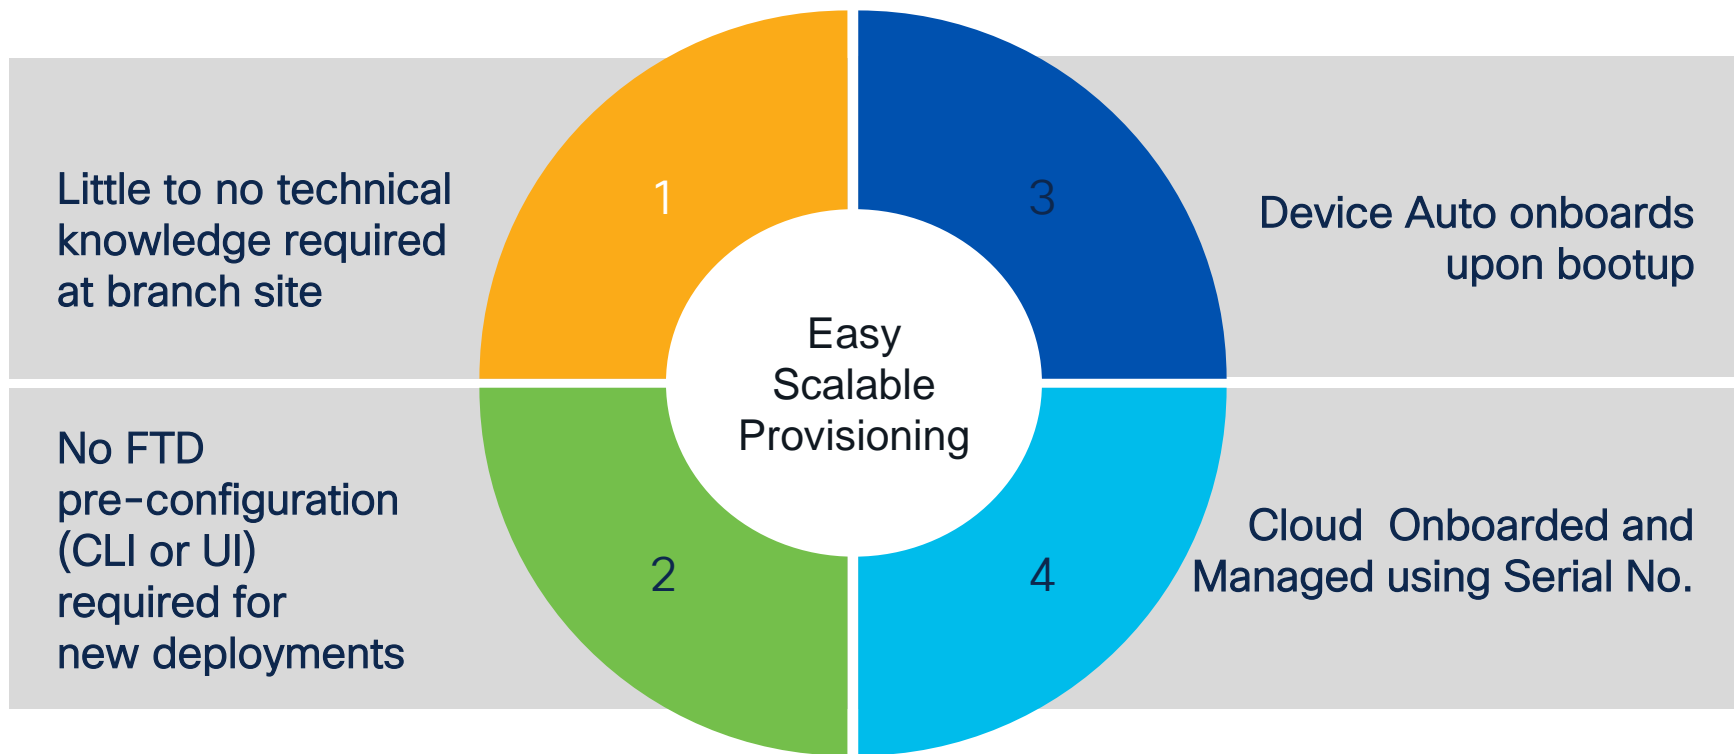 1
Little to no technical
knowledge required
at branch site
2
No FTD
pre-configuration
(CLI or UI)
required for
new deployments
Easy
Scalable
Provisioning
3
Device Auto onboards
upon bootup
4
Cloud  Onboarded and
Managed using Serial No.